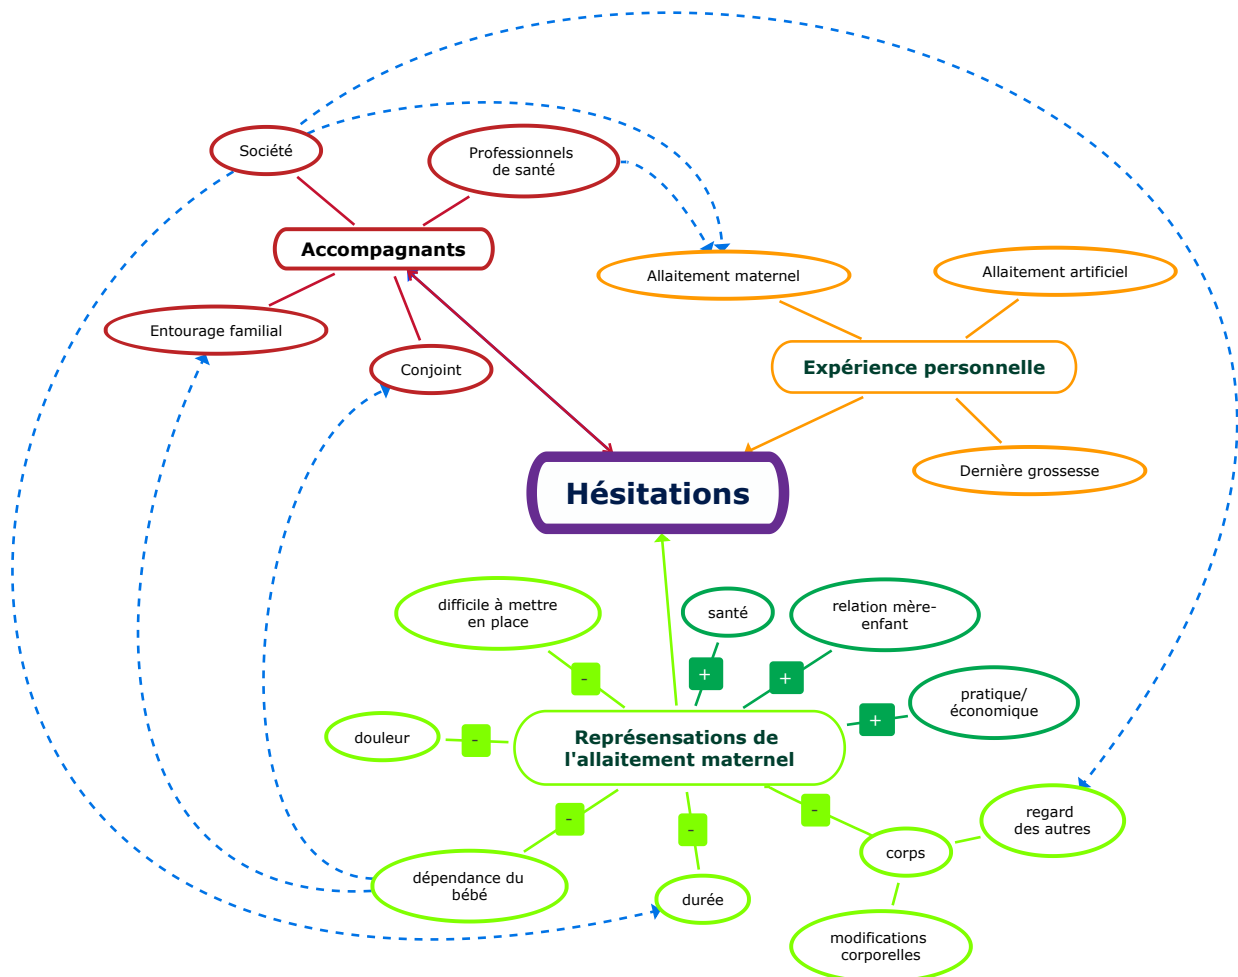 Société
Professionnels
de santé
Accompagnants
Allaitement maternel
Allaitement artificiel
Entourage familial
Conjoint
Expérience personnelle
Dernière grossesse
Hésitations
difficile à mettre
en place
santé
relation mère-
enfant
-
+
+
pratique/
économique
+
douleur
-
Représensations de
l'allaitement maternel
-
-
-
regard
des autres
corps
dépendance du
bébé
durée
modifications
corporelles